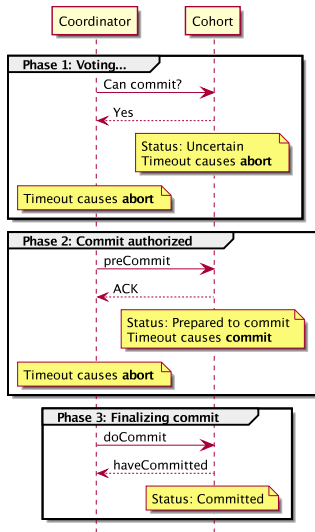 Coordinator
Cohort
Phase 1: Voting...
Can commit?
Yes
Status: Uncertain
Timeout causes abort
Timeout causes abort
Phase 2: Commit authorized
preCommit
ACK
Status: Prepared to commit
Timeout causes commit
Timeout causes abort
Phase 3: Finalizing commit
doCommit
haveCommitted
Status: Committed